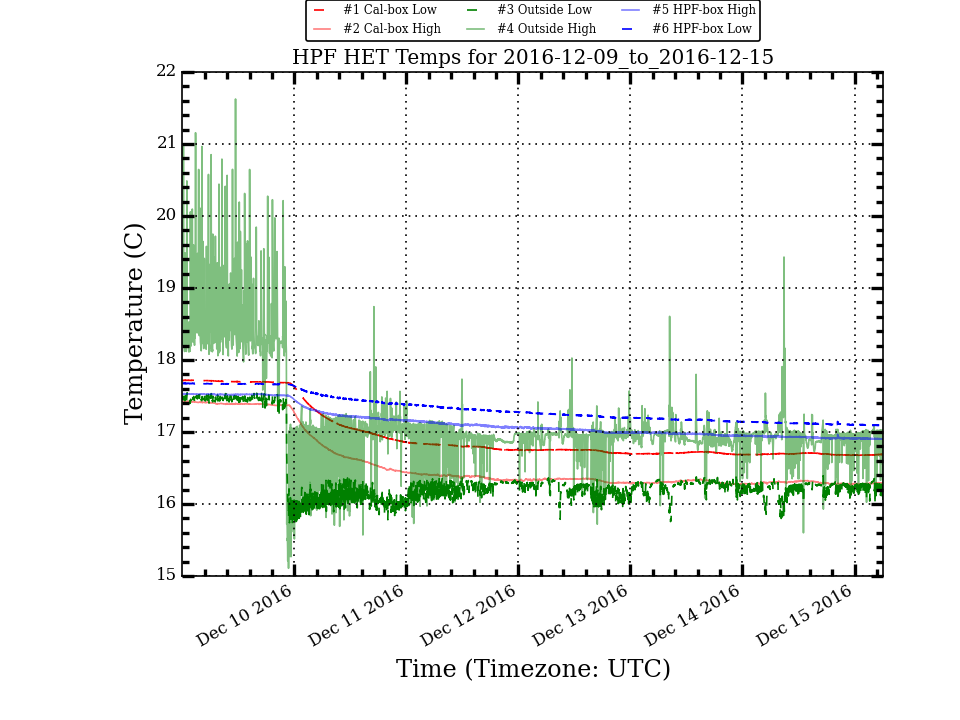 #1 Cal-box Low #3 Outside Low #5 HPF-box High
#2 Cal-box High #4 Outside High #6 HPF-box Low
HPF HET Temps for 2016-12-09_to_2016-12-15
22
21
20
19
18
17
16
15
Temperature (C)
Dec 10 2016 Dec 11 2016 Dec 12 2016 Dec 13 2016 Dec 14 2016 Dec 15 2016
Time (Timezone: UTC)